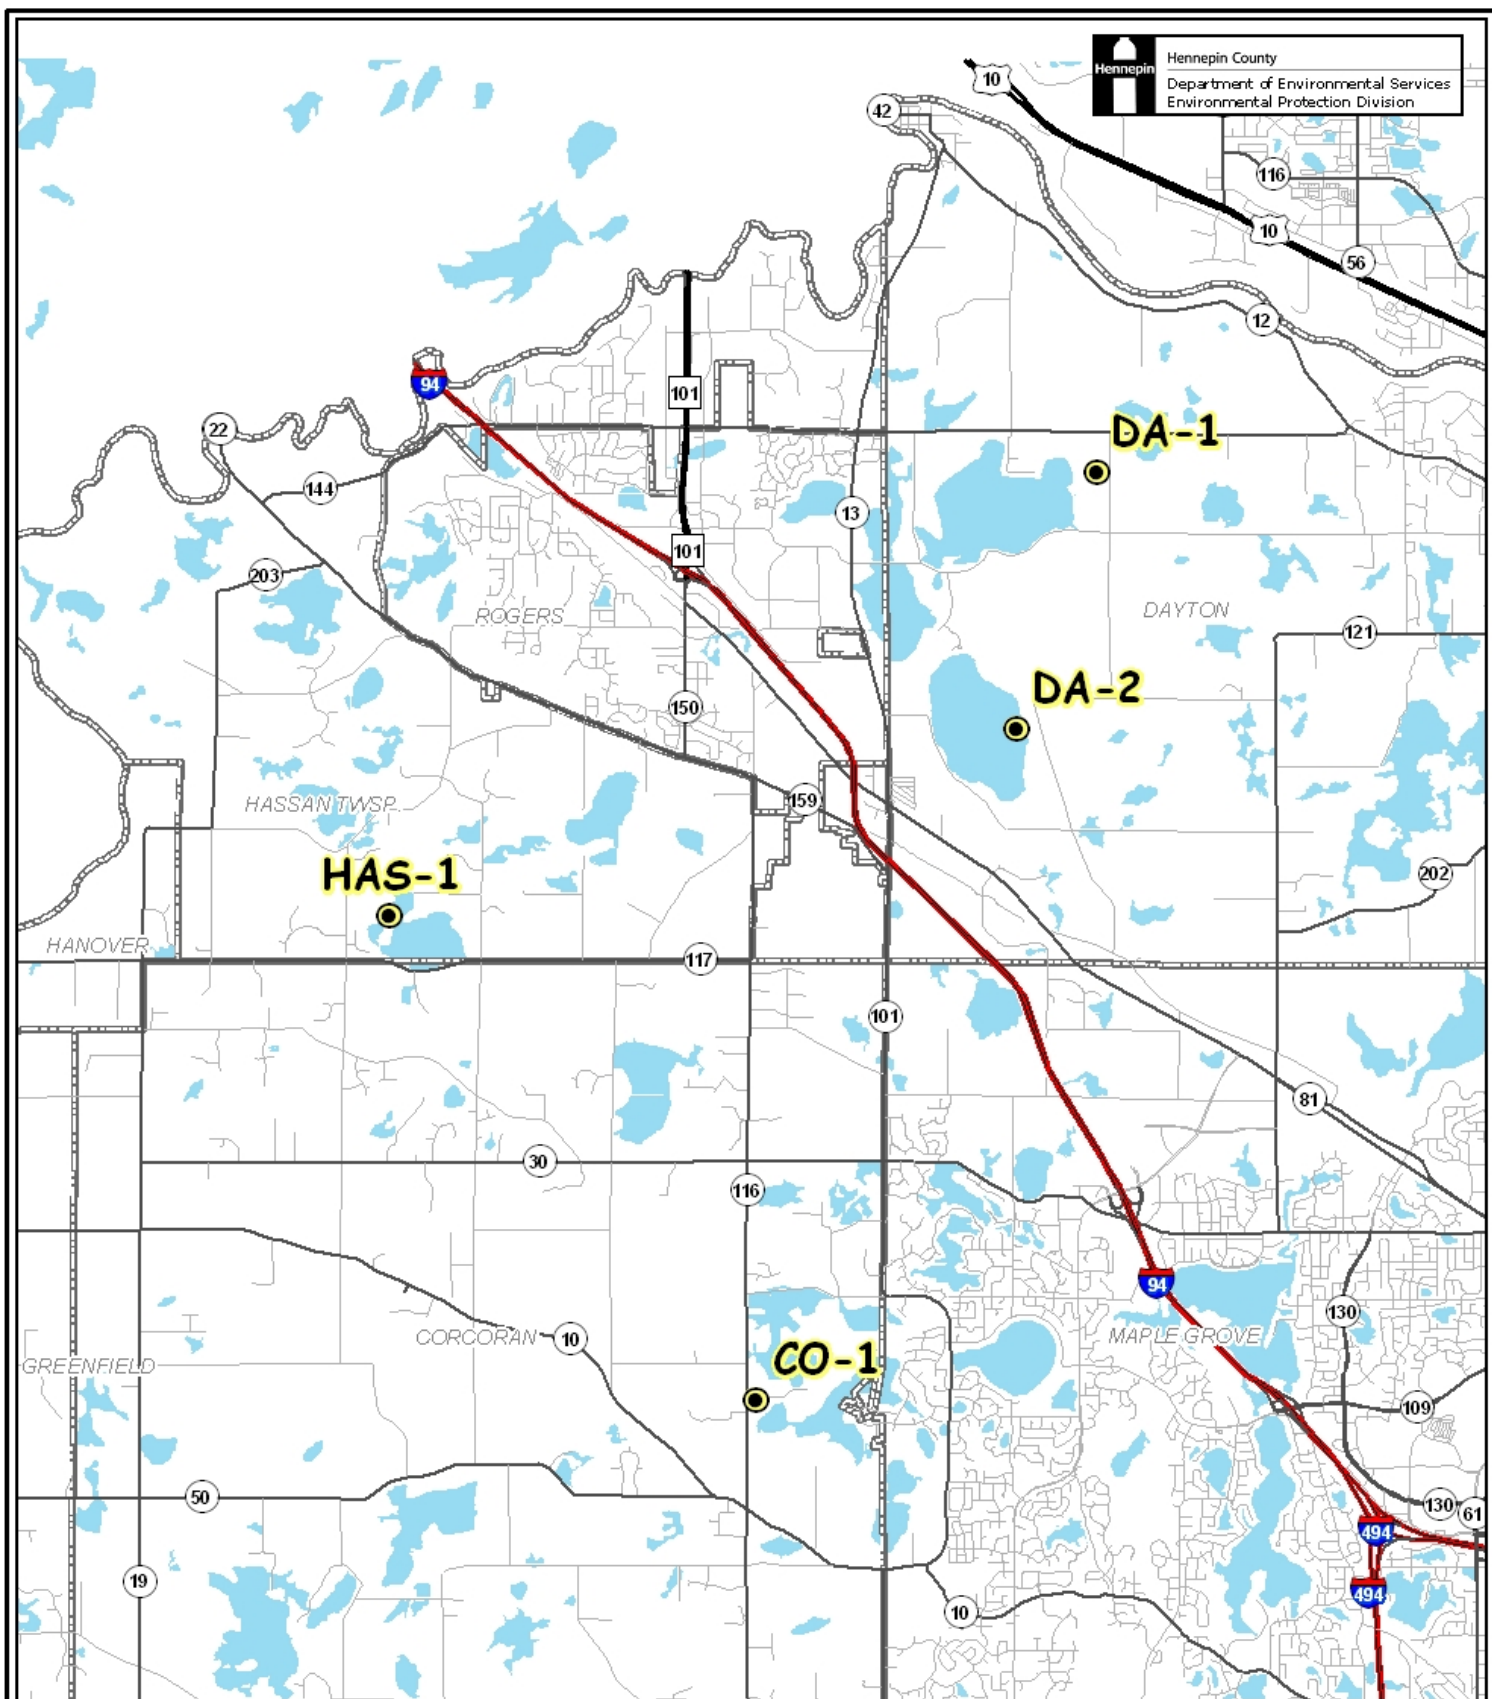 Hennepin
Hennepin County
Department of Environmental Services
Environmental Protection Division
10
42
116
10
56
12
94
101
22
DA-1
144
13
101
203
ROGERS
DAYTON
121
DA-2
150
HASSAN TWSP
159
HAS-1
202
HANOVER
117
101
81
30
116
94
130
CORCORAN
10
MAPLE GROVE
GREENFIELD
CO-1
109
50
130
61
494
19
494
10